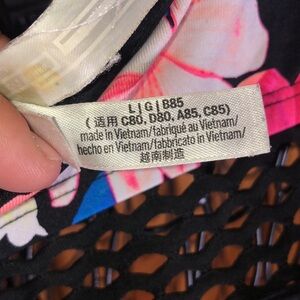 L | G | B85
(适用 C80, D80, A85, C85)
made in Vietnam/fabriqué au Vietnam/
hecho en Vietnam/fabbricato in Vietnam/
越南制造